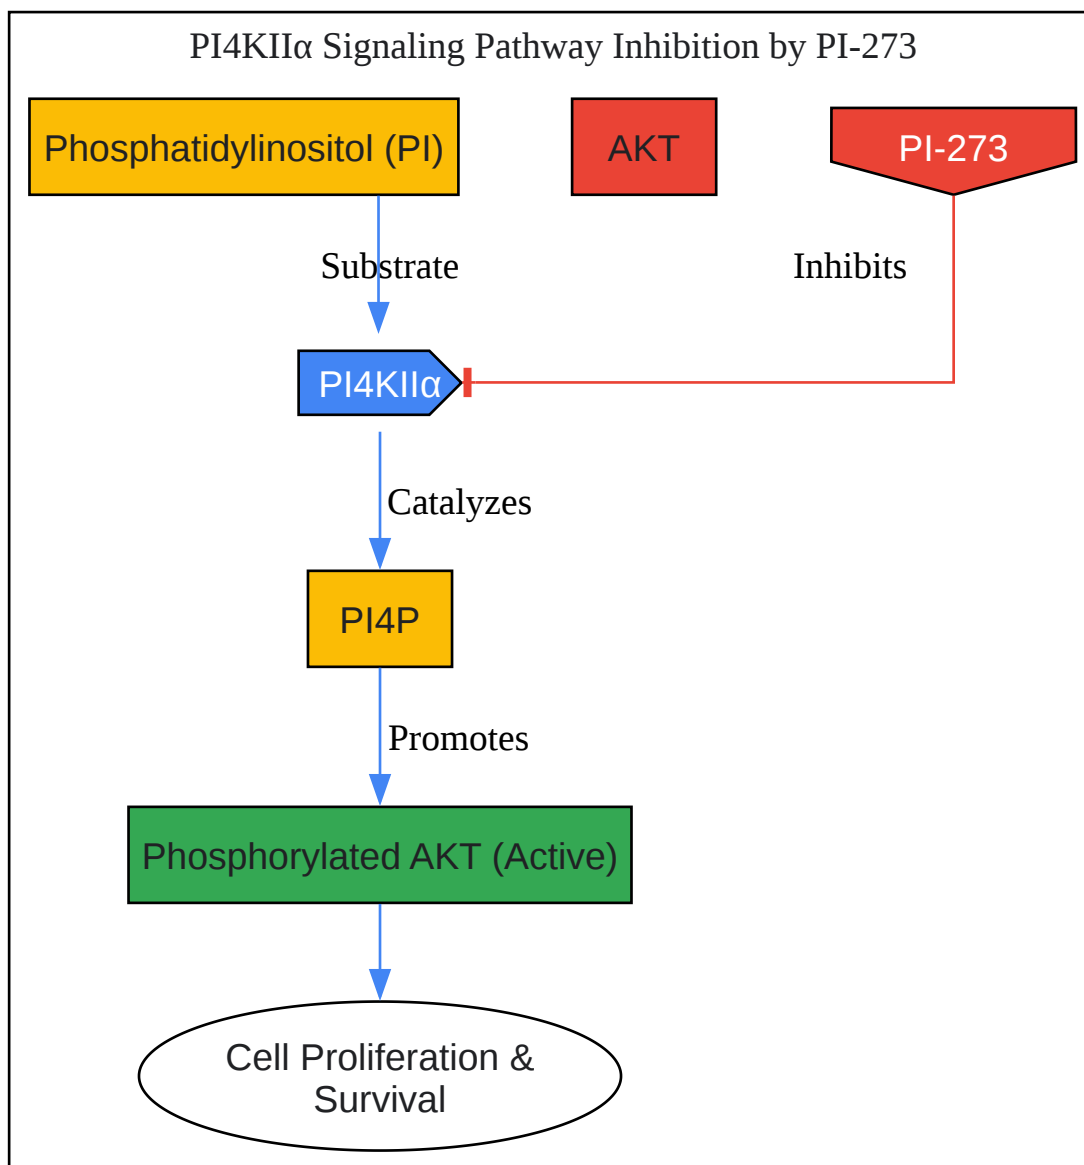 PI4KIIα Signaling Pathway Inhibition by PI-273
Phosphatidylinositol (PI)
AKT
PI-273
Substrate
Inhibits
PI4KIIα
Catalyzes
PI4P
Promotes
Phosphorylated AKT (Active)
Cell Proliferation &
Survival